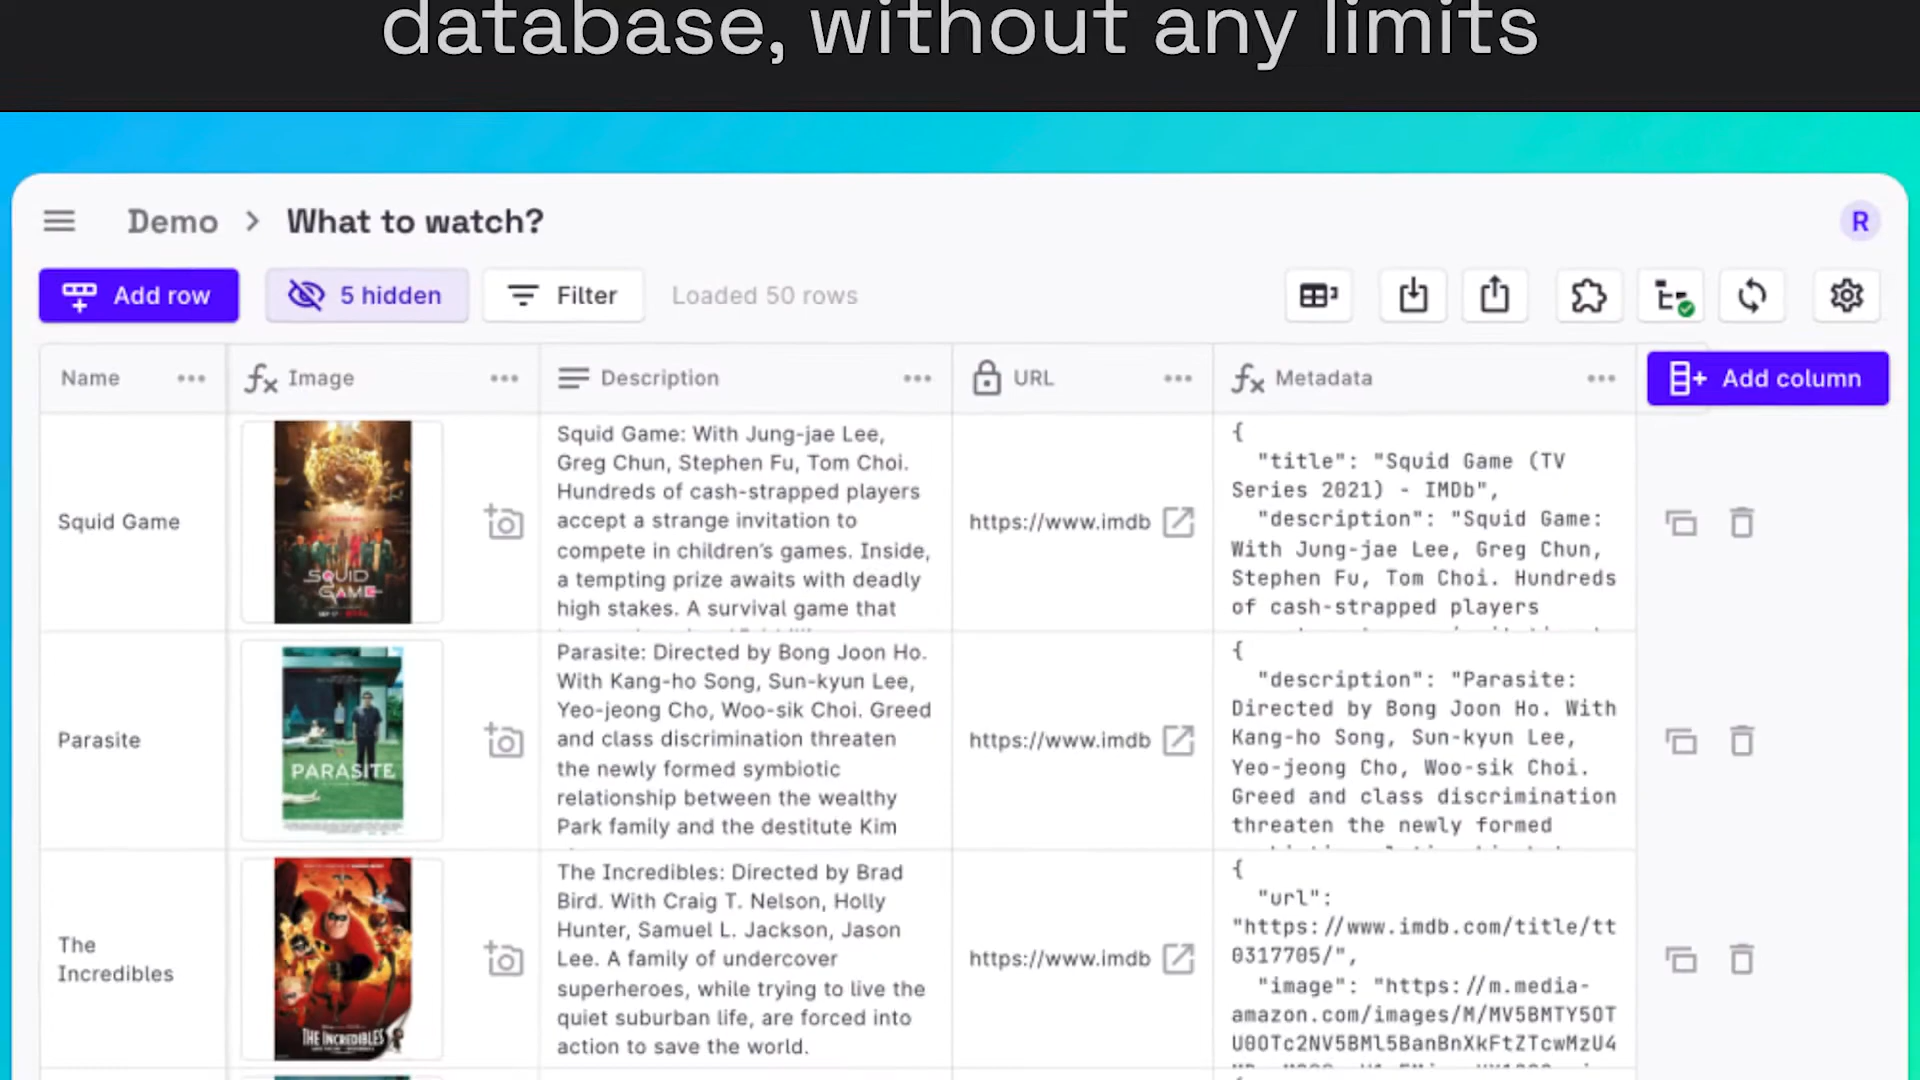 database, without any limits
Demo > What to watch?
R
Add row
5 hidden
Filter
Loaded 50 rows
Name
Image
Description
URL
Metadata
Add column
Squid Game
SQUID
GAME
Squid Game: With Jung-jae Lee,
Greg Chun, Stephen Fu, Tom Choi.
Hundreds of cash-strapped players
accept a strange invitation to
compete in children's games. Inside,
a tempting prize awaits with deadly
high stakes. A survival game that
https://www.imdb
{
"title": "Squid Game (TV
Series 2021) - IMDb",
"description": "Squid Game:
With Jung-jae Lee, Greg Chun,
Stephen Fu, Tom Choi. Hundreds
of cash-strapped players
Parasite
PARASITE
Parasite: Directed by Bong Joon Ho.
With Kang-ho Song, Sun-kyun Lee,
Yeo-jeong Cho, Woo-sik Choi. Greed
and class discrimination threaten
the newly formed symbiotic
relationship between the wealthy
Park family and the destitute Kim
https://www.imdb
{
"description": "Parasite:
Directed by Bong Joon Ho. With
Kang-ho Song, Sun-kyun Lee,
Yeo-jeong Cho, Woo-sik Choi.
Greed and class discrimination
threaten the newly formed
The
Incredibles
THE INCREDIBLES
The Incredibles: Directed by Brad
Bird. With Craig T. Nelson, Holly
Hunter, Samuel L. Jackson, Jason
Lee. A family of undercover
superheroes, while trying to live the
quiet suburban life, are forced into
action to save the world.
https://www.imdb
{
"url":
"https://www.imdb.com/title/tt
0317705/",
"image": "https://m.media-
amazon.com/images/M/MV5BMTY5OT
U0OTc2NV5BMl5BanBnXkFtZTcwMzU4